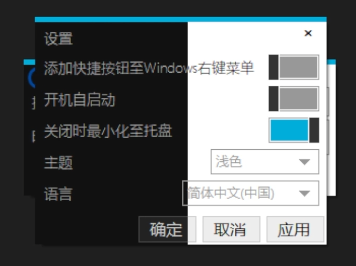 设置
添加快捷按钮至Windows右键菜单
开机自启动
关闭时最小化至托盘
主题 浅色
语言 简体中文(中国)
确定 取消 应用